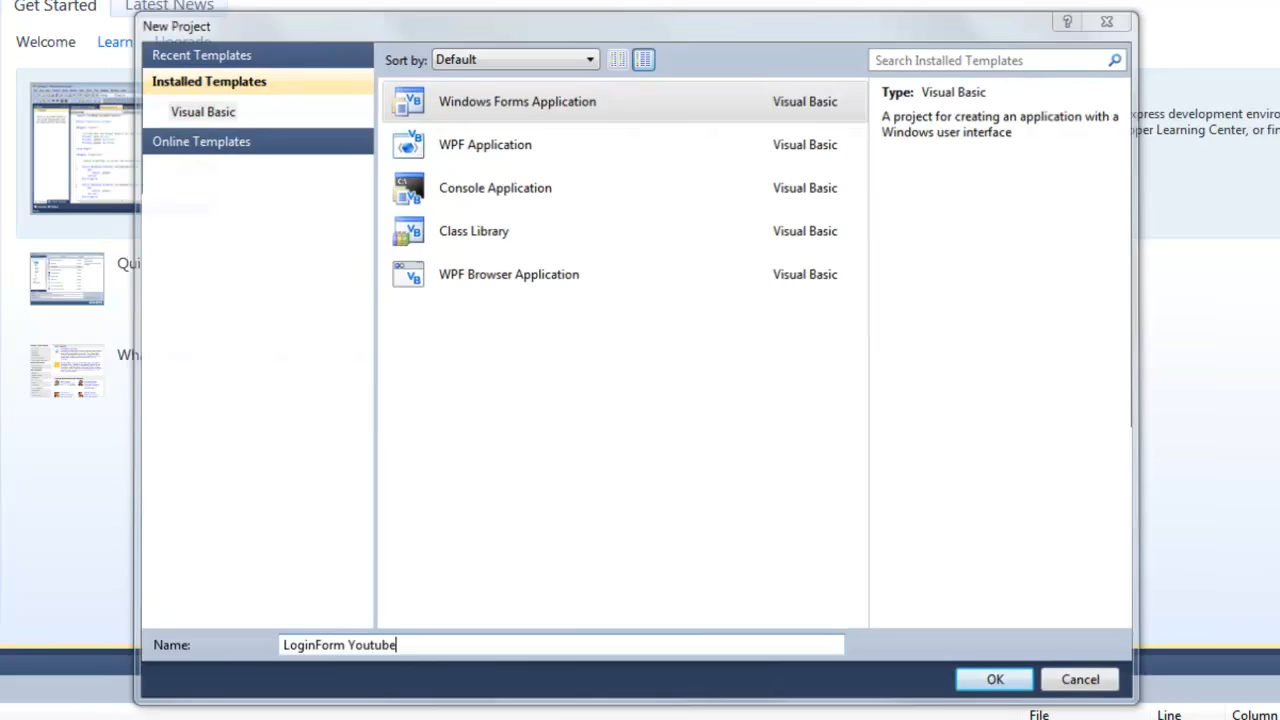 Get Started
Latest News
Welcome
Learn
Upgrade
New Project
Recent Templates
Installed Templates
Visual Basic
Online Templates
Sort by:
Default
Search Installed Templates
Windows Forms Application Visual Basic
WPF Application Visual Basic
Console Application Visual Basic
Class Library Visual Basic
WPF Browser Application Visual Basic
Type: Visual Basic
A project for creating an application with a
Windows user interface
xpress development enviro
per Learning Center, or fin
Qui
Wh
Name:
LoginForm Youtube
OK
Cancel
File
Line
Column